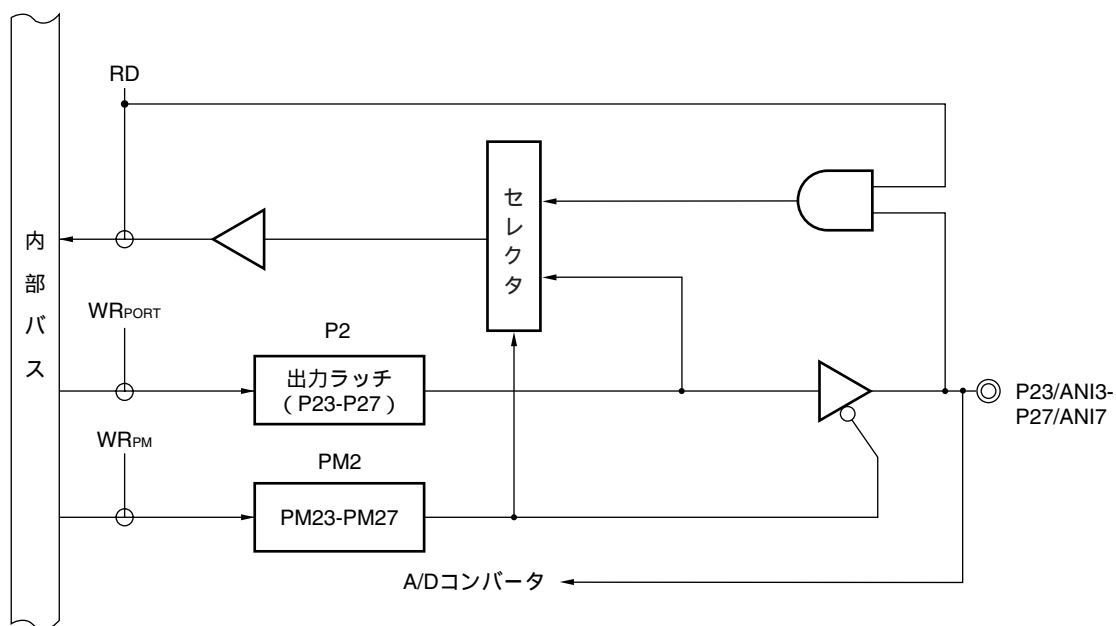 RD
セレクタ
内部バス
WRPORT
P2
出力ラッチ
(P23-P27)
P23/ANI3-
P27/ANI7
WRPM
PM2
PM23-PM27
A/Dコンバータ